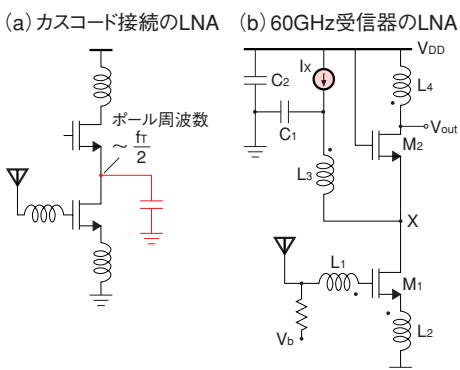 (a)カスコード接続のLNA
(b)60GHz受信器のLNA
ポール周波数
～ fT/2
VDD
IX
C2
C1
L4
Vout
M2
L3
X
L1
M1
Vb
L2